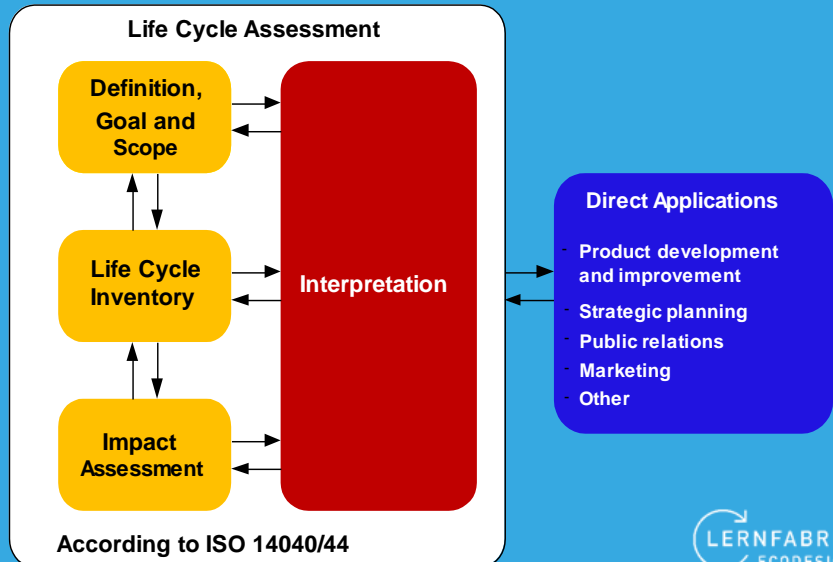 Life Cycle Assessment
Definition,
Goal and
Scope
Life Cycle
Inventory
Impact
Assessment
Interpretation
According to ISO 14040/44
Direct Applications
- Product development
and improvement
- Strategic planning
- Public relations
- Marketing
- Other
LERNFABR